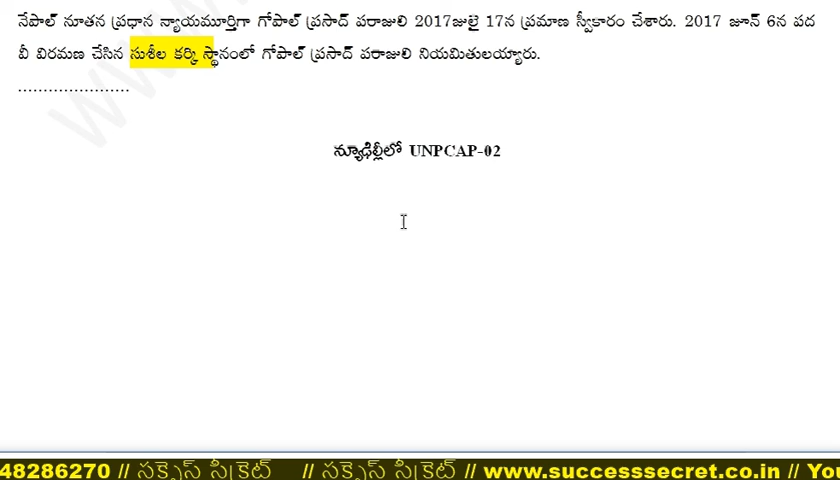 నేపాల్ నూతన ప్రధాన న్యాయమూర్తిగా గోపాల్ ప్రసాద్ పరాజులి 2017జులై 17న ప్రమాణ స్వీకారం చేశారు. 2017 జూన్ 6న పద
వీ విరమణ చేసిన సుశీల కర్కి స్థానంలో గోపాల్ ప్రసాద్ పరాజులి నియమితులయ్యారు.
......................
న్యూఢిల్లీలో UNPCAP-02
48286270 // సక్సెస్ సీక్రెట్ // సక్సెస్ సీక్రెట్ // www.successsecret.co.in // You